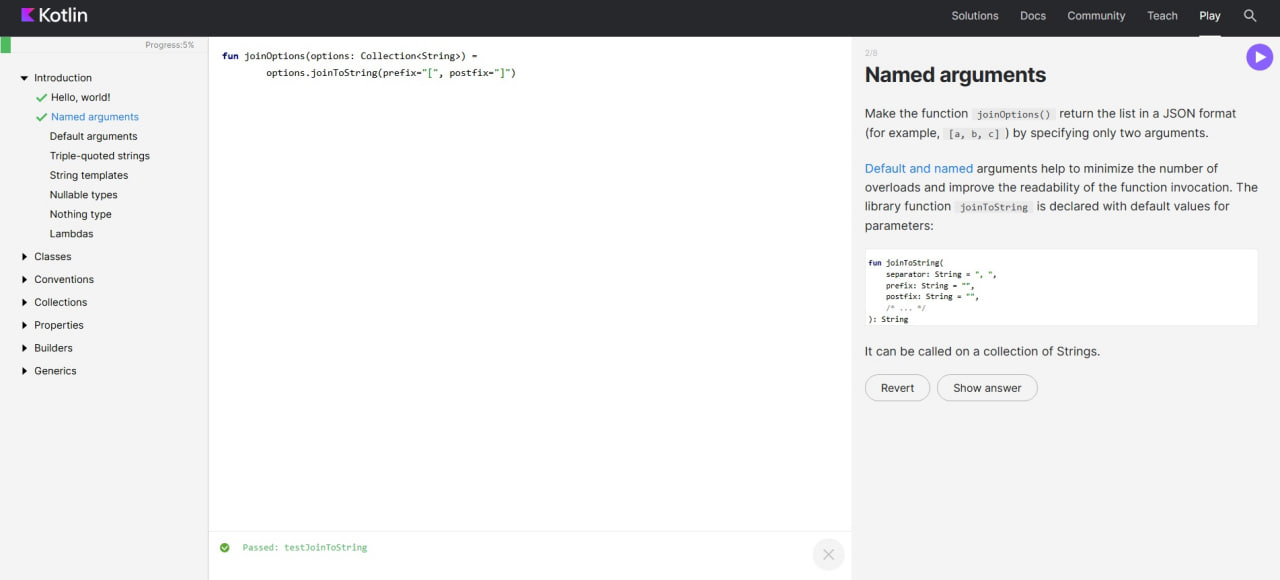 Kotlin
Solutions Docs Community Teach Play
Progress:5%
Introduction
Hello, world!
Named arguments
Default arguments
Triple-quoted strings
String templates
Nullable types
Nothing type
Lambdas
Classes
Conventions
Collections
Properties
Builders
Generics
fun joinOptions(options: Collection<String>) =
options.joinToString(prefix="[", postfix="]")
Passed: testJoinToString
2/8
Named arguments
Make the function joinOptions() return the list in a JSON format
(for example, [a, b, c] ) by specifying only two arguments.
Default and named arguments help to minimize the number of
overloads and improve the readability of the function invocation. The
library function joinToString is declared with default values for
parameters:
fun joinToString(
separator: String = ", ",
prefix: String = "",
postfix: String = "",
/* ... */
): String
It can be called on a collection of Strings.
Revert Show answer